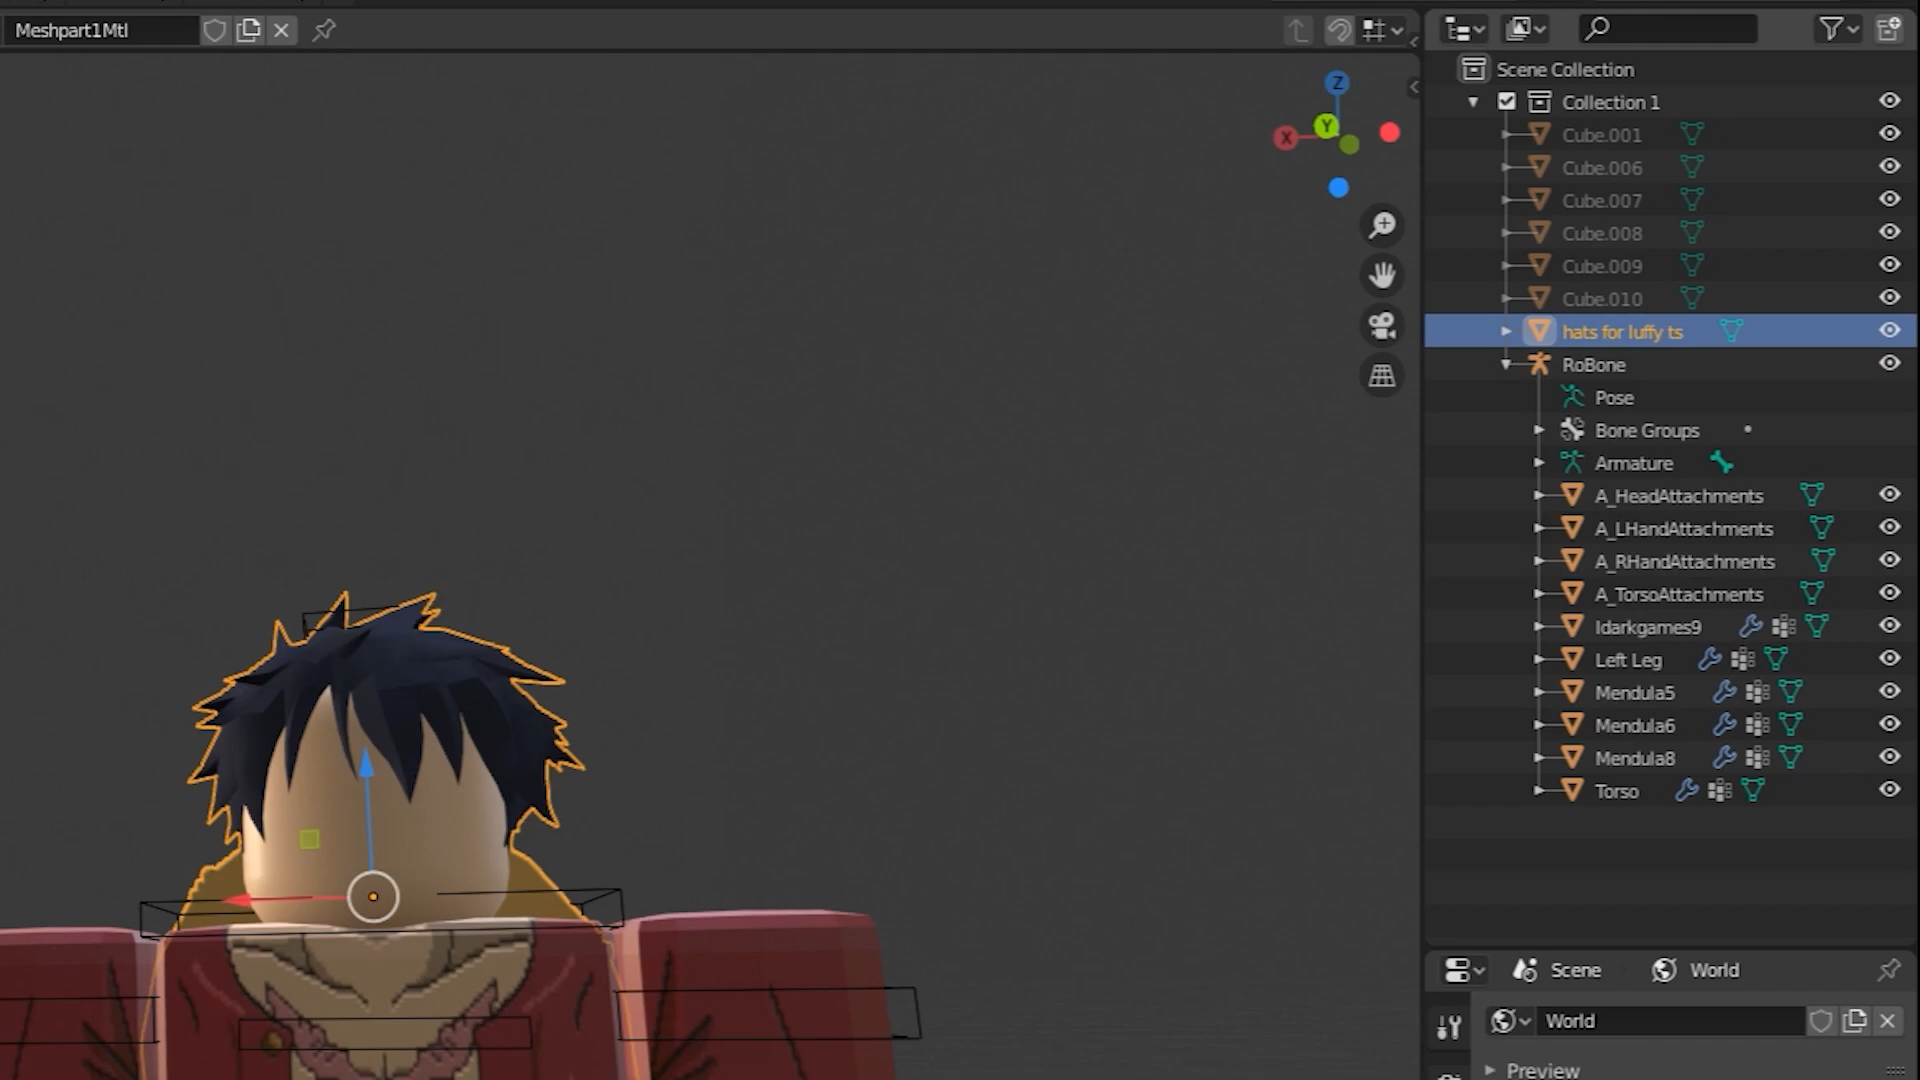 Meshpart1Mtl
Z
Y
X
Scene Collection
Collection 1
Cube.001
Cube.006
Cube.007
Cube.008
Cube.009
Cube.010
hats for luffy ts
RoBone
Pose
Bone Groups
Armature
A_HeadAttachments
A_LHandAttachments
A_RHandAttachments
A_TorsoAttachments
Idarkgames9
Left Leg
Mendula5
Mendula6
Mendula8
Torso
Scene World
World
Preview